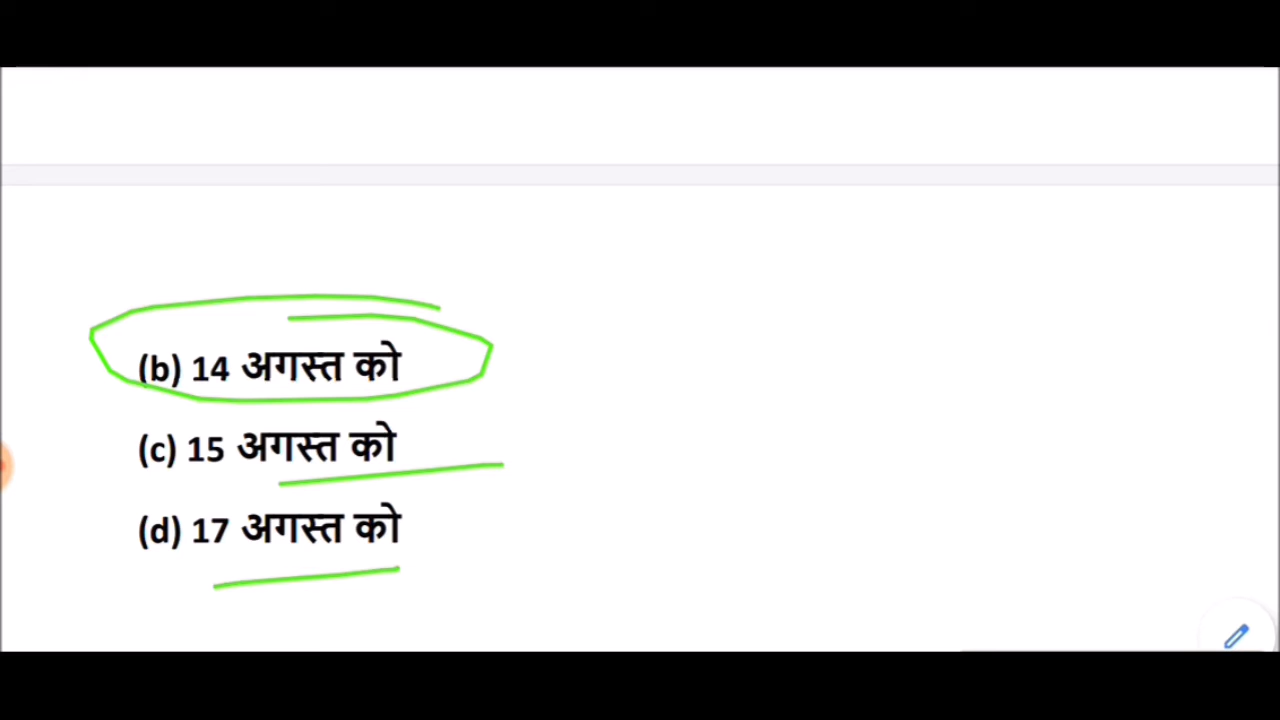 (b) 14 अगस्त को
(c) 15 अगस्त को
(d) 17 अगस्त को